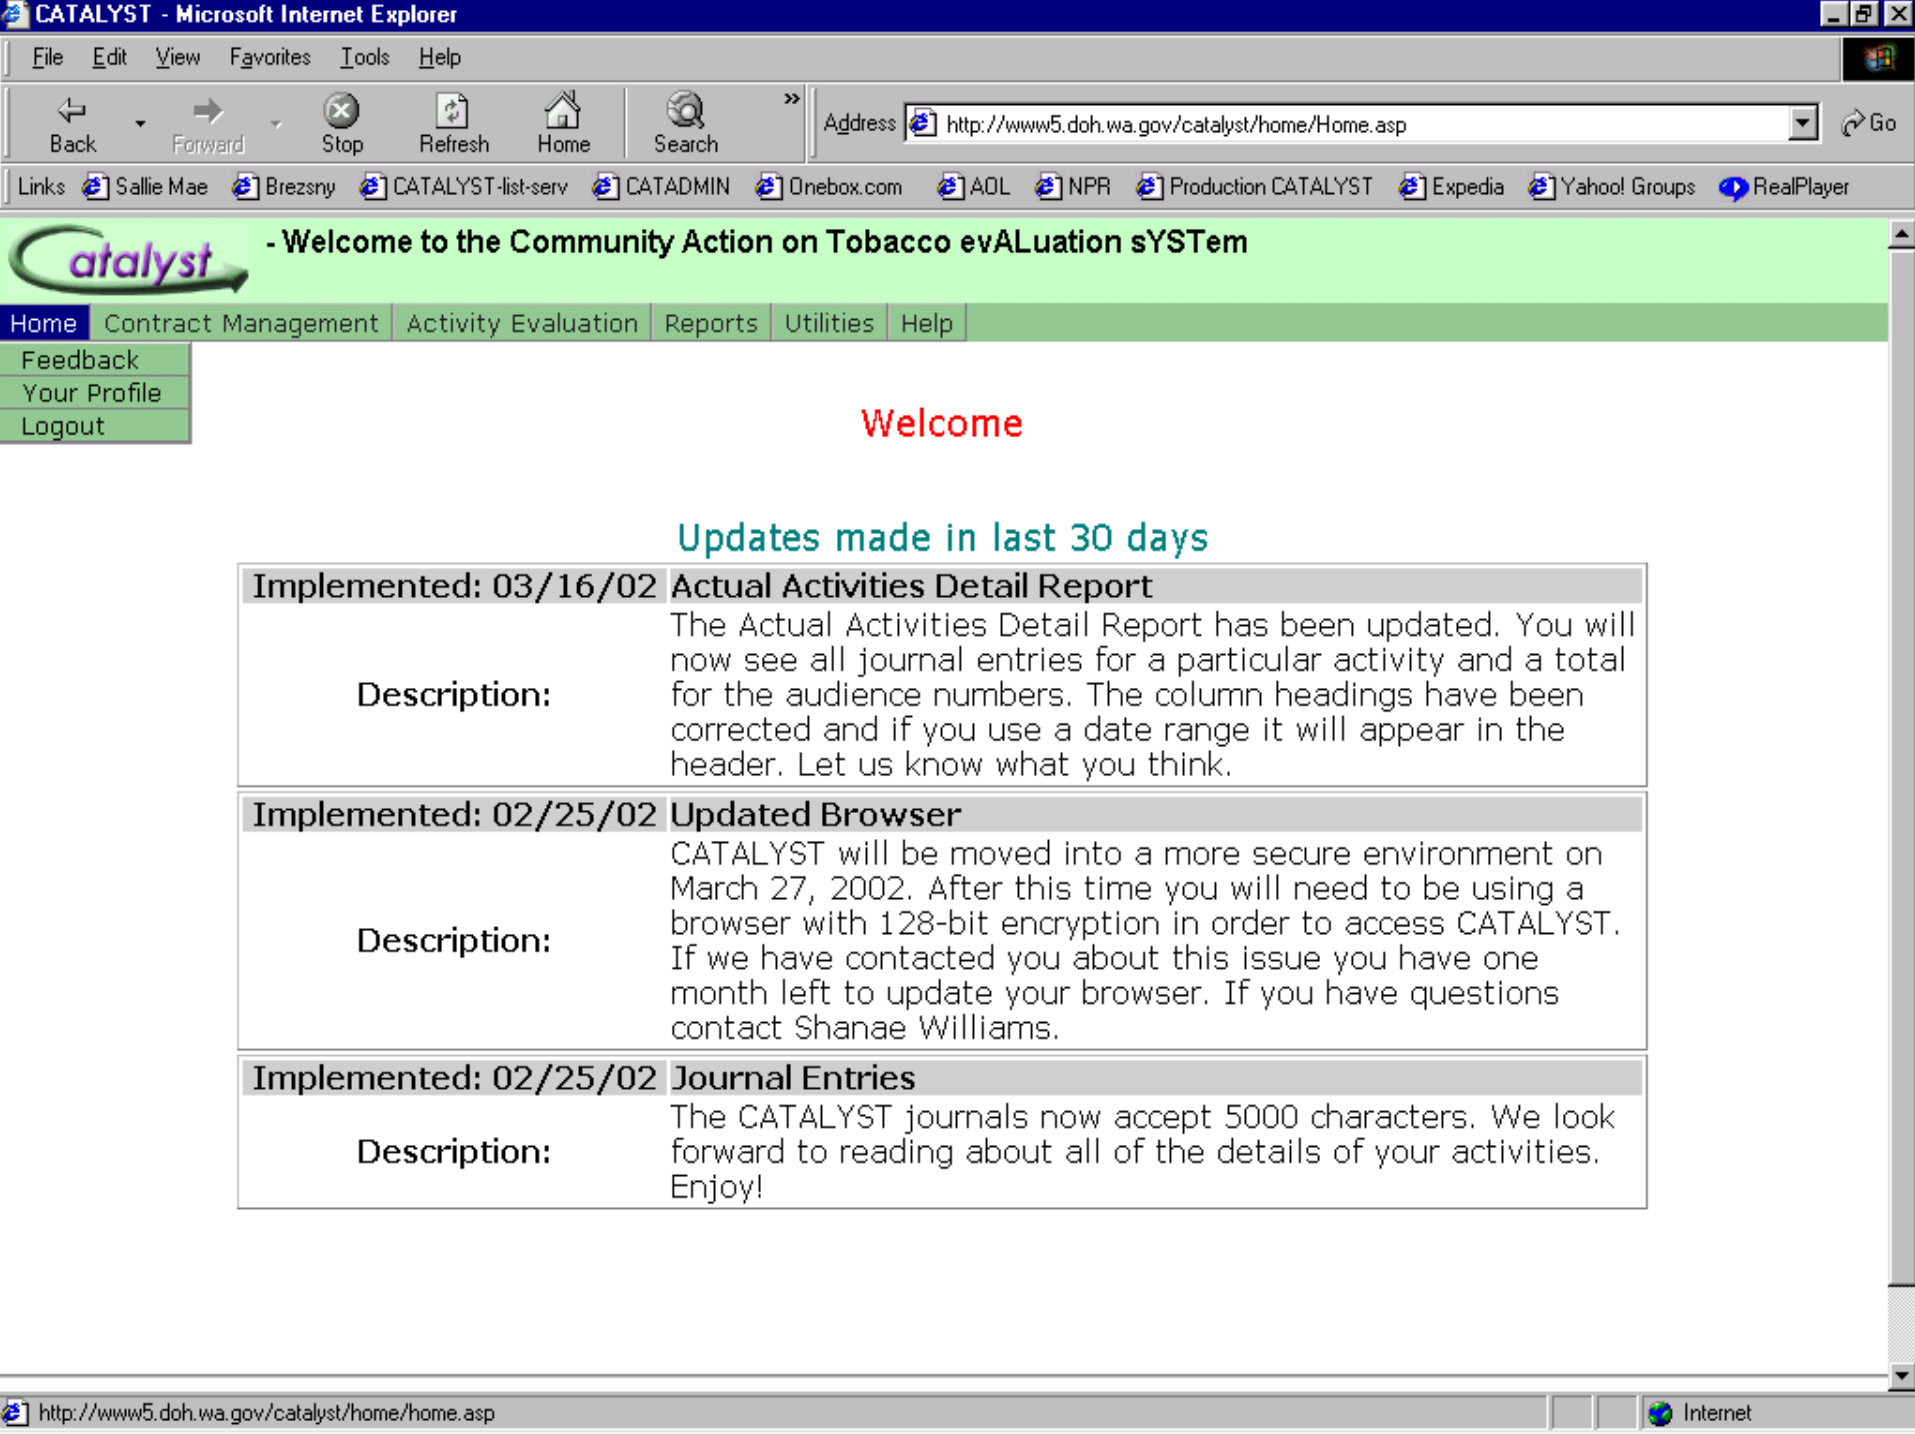 CATALYST - Microsoft Internet Explorer
File Edit View Favorites Tools Help
Back Forward Stop Refresh Home Search » Address http://www5.doh.wa.gov/catalyst/home/Home.asp Go
Links Sallie Mae Brezsny CATALYST-list-serv CATADMIN Onebox.com AOL NPR Production CATALYST Expedia Yahoo! Groups RealPlayer
Catalyst - Welcome to the Community Action on Tobacco evALuation sYSTem
Home Contract Management Activity Evaluation Reports Utilities Help
Feedback
Your Profile
Logout
Welcome
Updates made in last 30 days
Implemented: 03/16/02 Actual Activities Detail Report
Description:
The Actual Activities Detail Report has been updated. You will
now see all journal entries for a particular activity and a total
for the audience numbers. The column headings have been
corrected and if you use a date range it will appear in the
header. Let us know what you think.
Implemented: 02/25/02 Updated Browser
Description:
CATALYST will be moved into a more secure environment on
March 27, 2002. After this time you will need to be using a
browser with 128-bit encryption in order to access CATALYST.
If we have contacted you about this issue you have one
month left to update your browser. If you have questions
contact Shanae Williams.
Implemented: 02/25/02 Journal Entries
Description:
The CATALYST journals now accept 5000 characters. We look
forward to reading about all of the details of your activities.
Enjoy!
http://www5.doh.wa.gov/catalyst/home/home.asp Internet